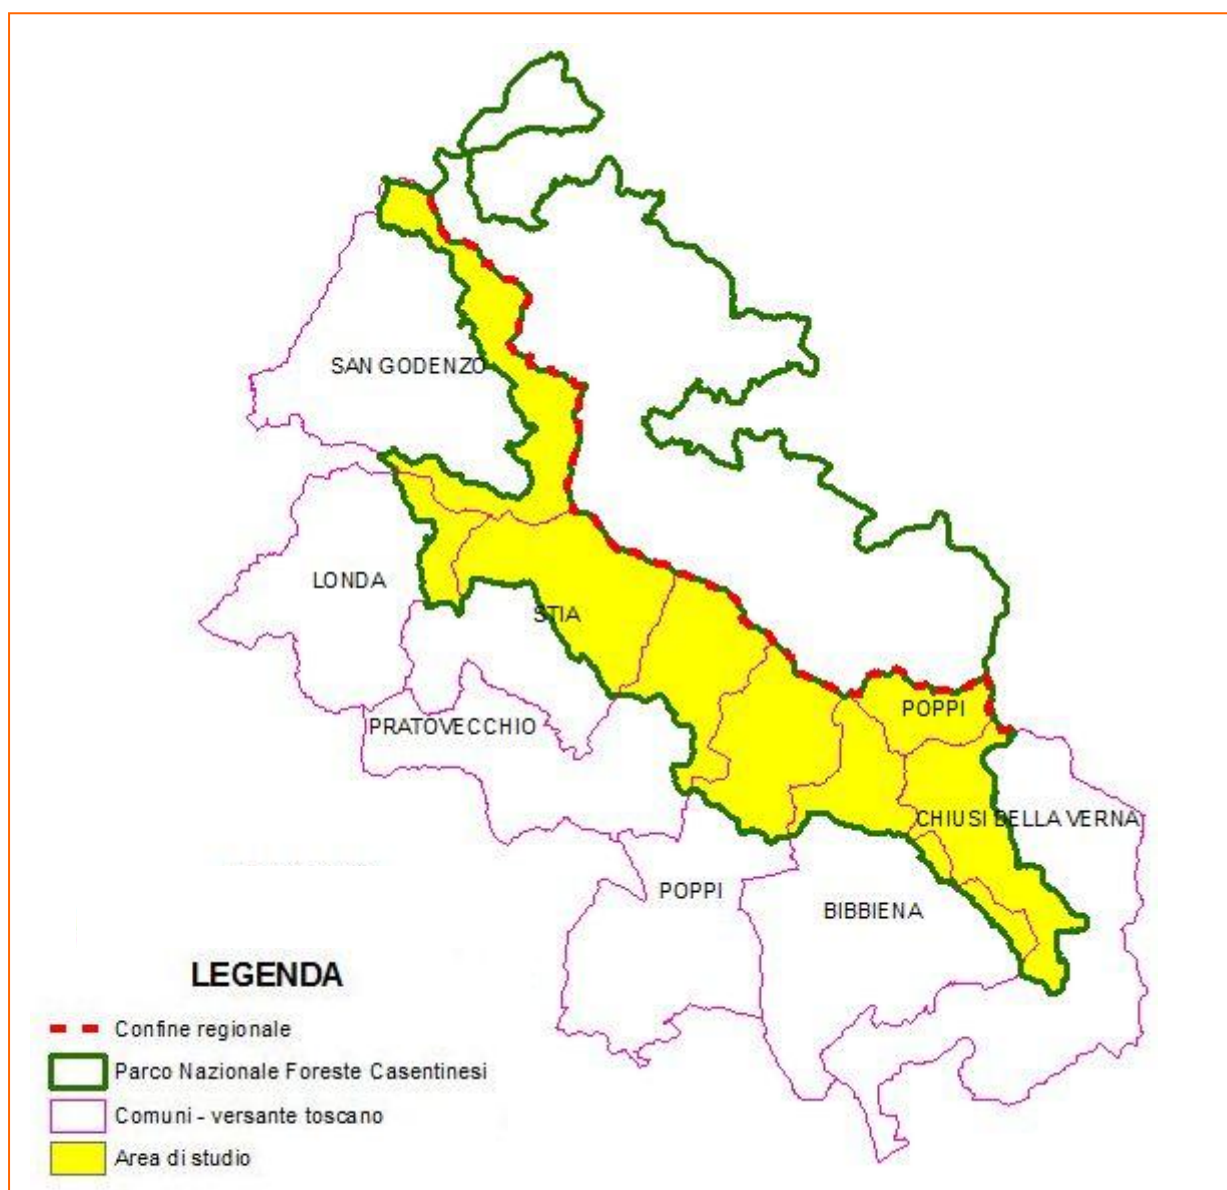 SAN GODENZO
LONDA
STIA
POPPI
PRATOVECCHIO
CHIUSI DELLA VERNA
POPPI
BIBBIENA
LEGENDA
Confine regionale
Parco Nazionale Foreste Casentinesi
Comuni - versante toscano
Area di studio